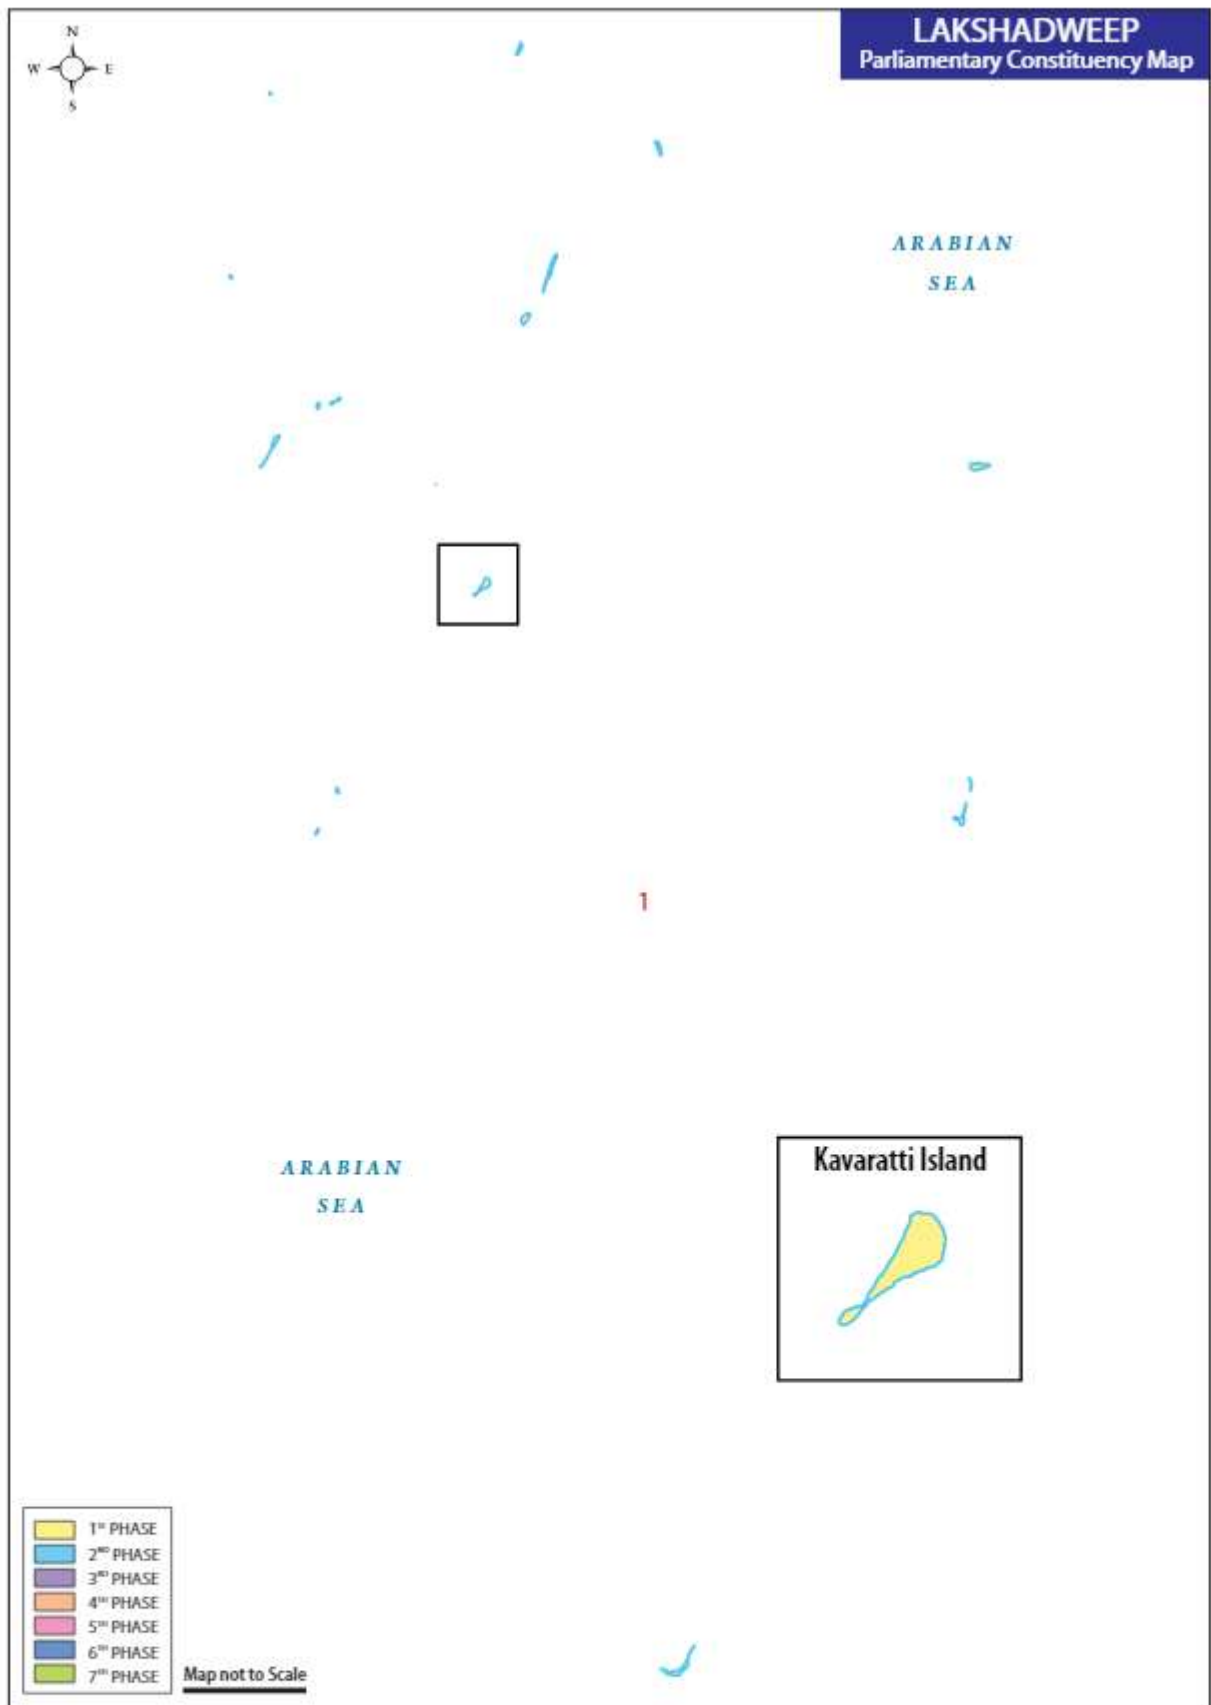 LAKSHADWEEP
Parliamentary Constituency Map
N
W E
S
ARABIAN
SEA
1
ARABIAN
SEA
Kavaratti Island
1ST PHASE
2ND PHASE
3RD PHASE
4TH PHASE
5TH PHASE
6TH PHASE
7TH PHASE
Map not to Scale